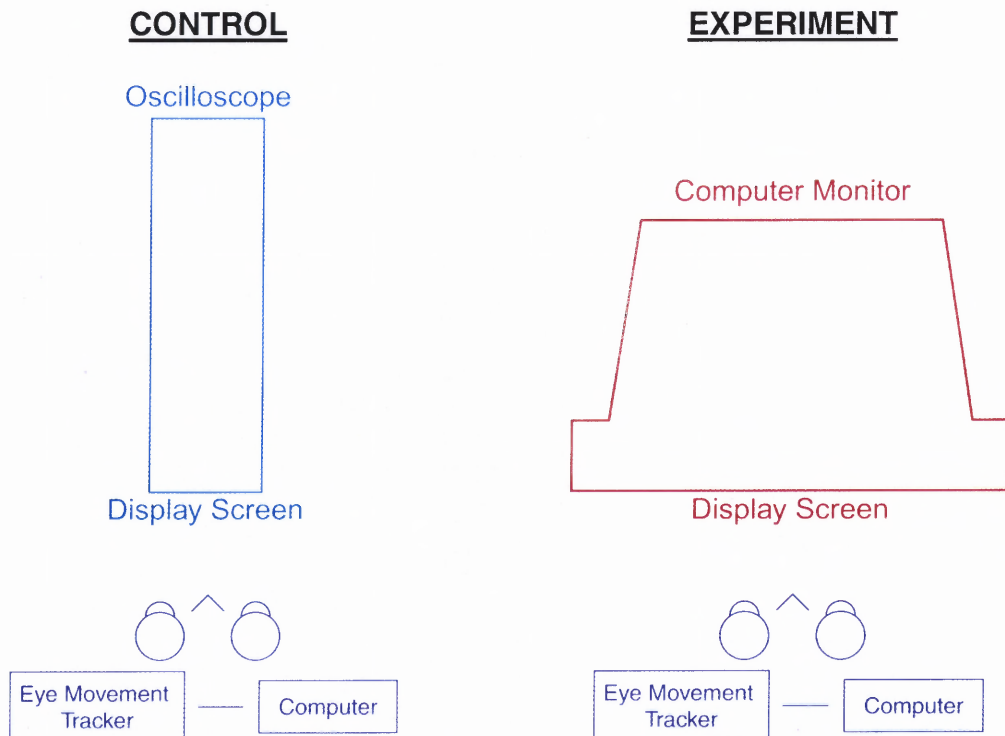 CONTROL
EXPERIMENT
Oscilloscope
Computer Monitor
Display Screen
Display Screen
Eye Movement
Tracker
Computer
Eye Movement
Tracker
Computer